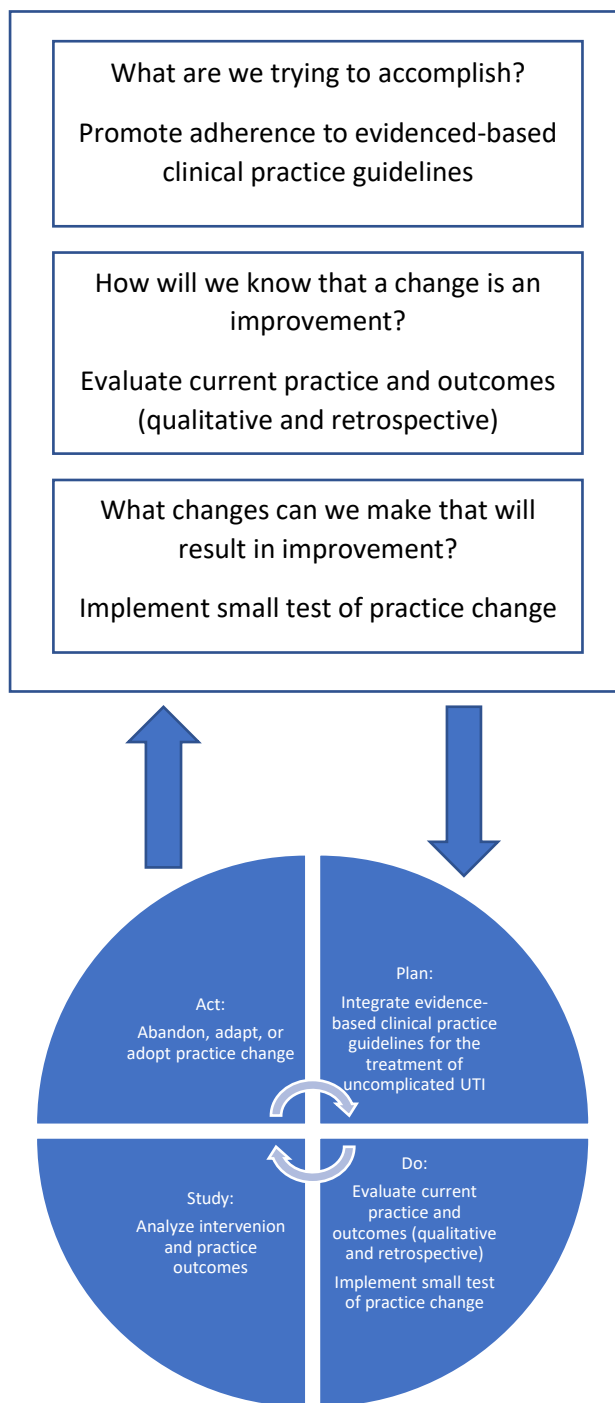 What are we trying to accomplish?
Promote adherence to evidenced-based
clinical practice guidelines
How will we know that a change is an
improvement?
Evaluate current practice and outcomes
(qualitative and retrospective)
What changes can we make that will
result in improvement?
Implement small test of practice change
Act:
Abandon, adapt, or
adopt practice change
Plan:
Integrate evidence-
based clinical practice
guidelines for the
treatment of
uncomplicated UTI
Study:
Analyze intervenion
and practice
outcomes
Do:
Evaluate current
practice and
outcomes (qualitative
and retrospective)
Implement small test
of practice change